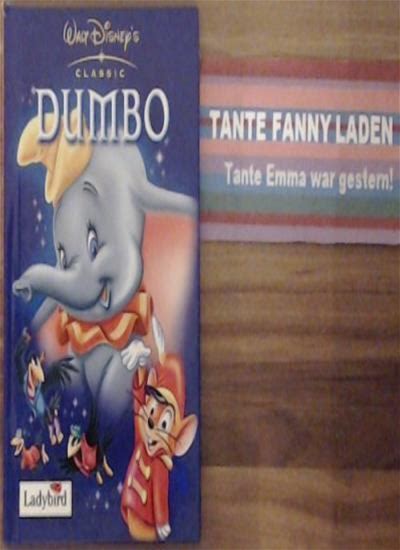 Walt Disney's
CLASSIC
DUMBO
Ladybird
TANTE FANNY LADEN
Tante Emma war gestern!